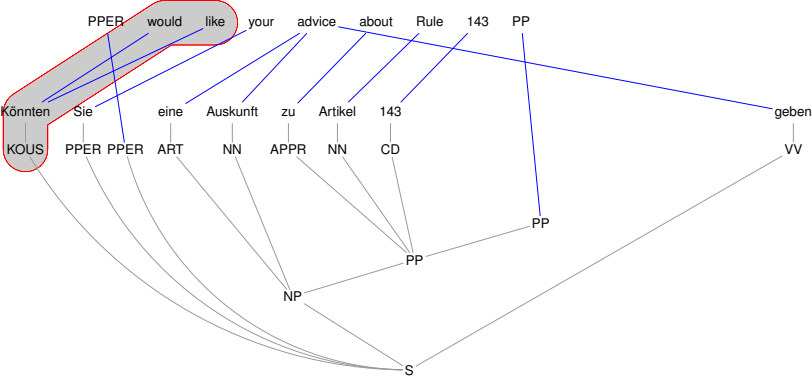 PPER would like your advice about Rule 143 PP
Könnten Sie eine Auskunft zu Artikel 143 geben
KOUS PPER PPER ART NN APPR NN CD VV
PP
PP
NP
S